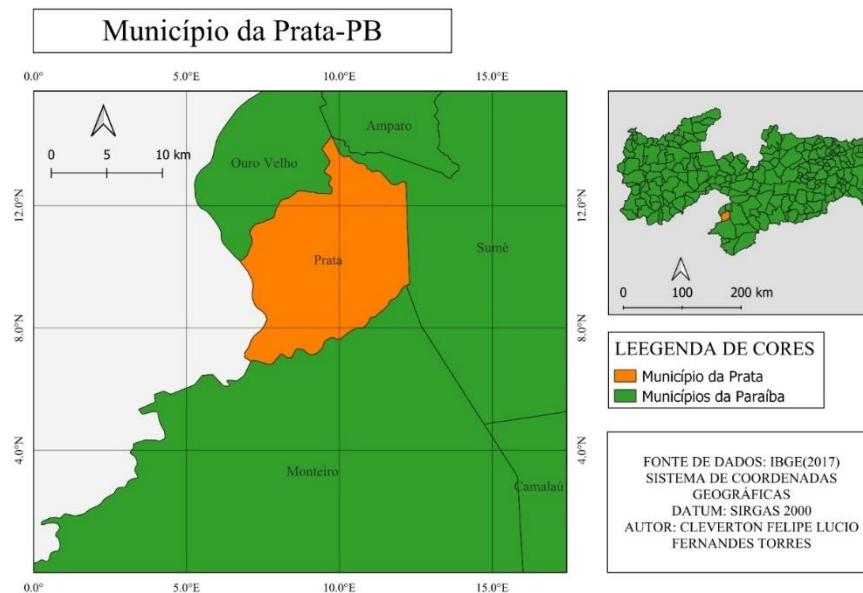 Município da Prata-PB
0.0°
5.0°E
10.0°E
15.0°E
0 5 10 km
Amparo
Ouro Velho
12.0°N
12.0°N
Prata
Sumé
8.0°N
8.0°N
4.0°N
4.0°N
Monteiro
Camalaú
0.0°
5.0°E
10.0°E
15.0°E
0 100 200 km
LEEGENDA DE CORES
Município da Prata
Municípios da Paraíba
FONTE DE DADOS: IBGE(2017)
SISTEMA DE COORDENADAS
GEOGRÁFICAS
DATUM: SIRGAS 2000
AUTOR: CLEVERTON FELIPE LUCIO
FERNANDES TORRES